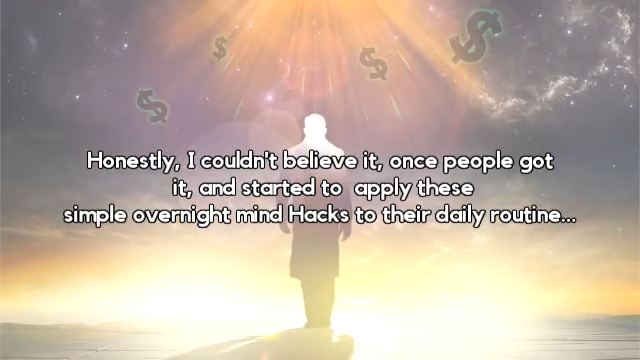 Honestly, I couldn't believe it, once people got
it, and started to  apply these
simple overnight mind Hacks to their daily routine...